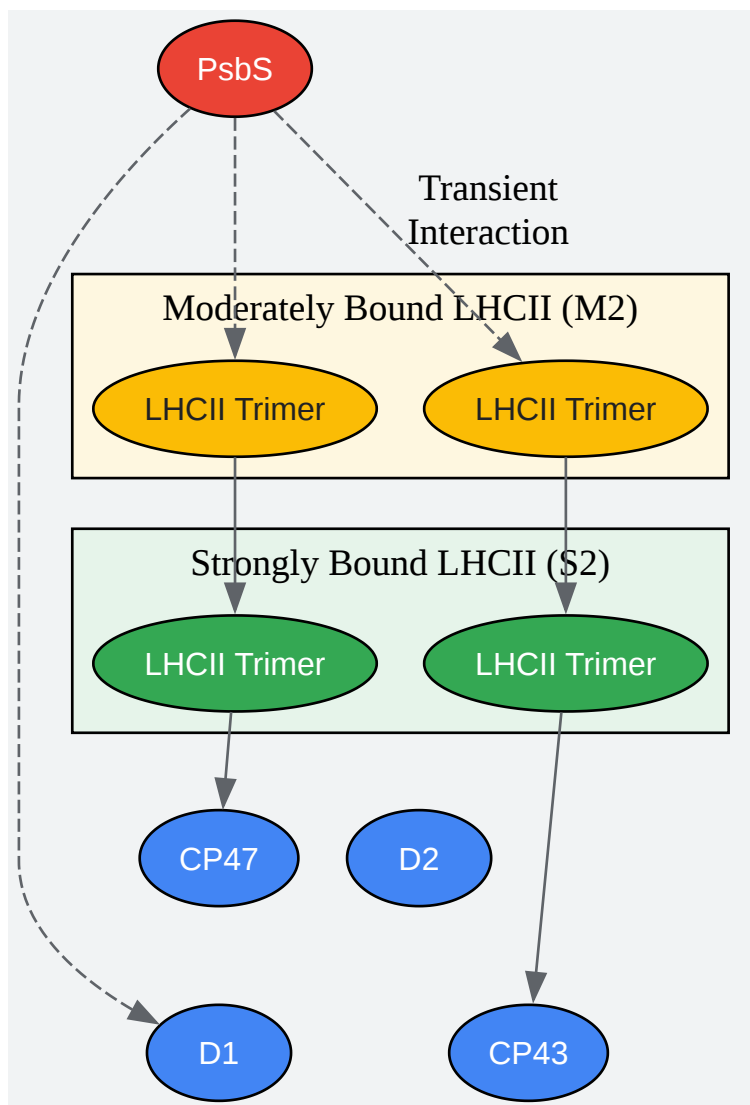 PsbS
Transient
Interaction
Moderately Bound LHCII (M2)
LHCII Trimer
LHCII Trimer
Strongly Bound LHCII (S2)
LHCII Trimer
LHCII Trimer
CP47
D2
D1
CP43